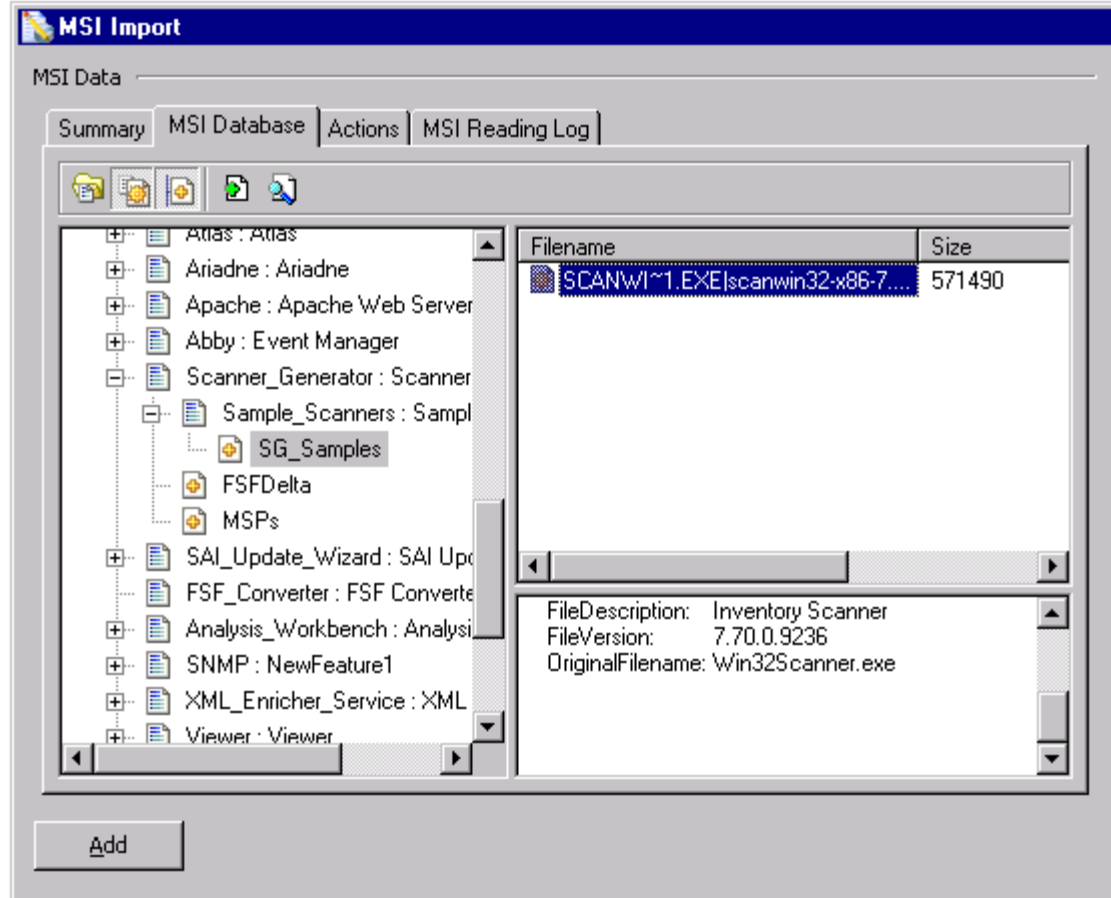 MSI Import
MSI Data
Summary MSI Database Actions MSI Reading Log
Atlas : Atlas
Ariadne : Ariadne
Apache : Apache Web Server
Abby : Event Manager
Scanner_Generator : Scanner
Sample_Scanners : Sampl
SG_Samples
FSFDelta
MSPs
SAI_Update_Wizard : SAI Upd
FSF_Converter : FSF Converte
Analysis_Workbench : Analysi
SNMP : NewFeature1
XML_Enricher_Service : XML
Viewer : Viewer
Filename Size
SCANWI~1.EXE|scanwin32-x86-7.... 571490
FileDescription: Inventory Scanner
FileVersion: 7.70.0.9236
OriginalFilename: Win32Scanner.exe
Add